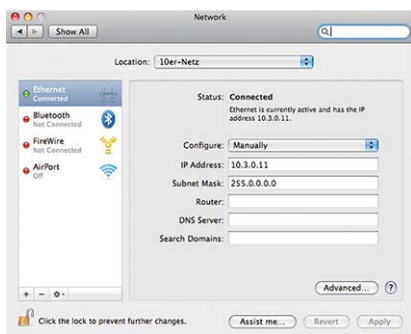 Network
Show All
Location: 10er-Netz
Ethernet
Connected
Bluetooth
Not Connected
FireWire
Not Connected
AirPort
Off
Status: Connected
Ethernet is currently active and has the IP
address 10.3.0.11.
Configure: Manually
IP Address: 10.3.0.11
Subnet Mask: 255.0.0.0
Router:
DNS Server:
Search Domains:
Advanced... ?
+ −
Click the lock to prevent further changes.
Assist me... Revert Apply